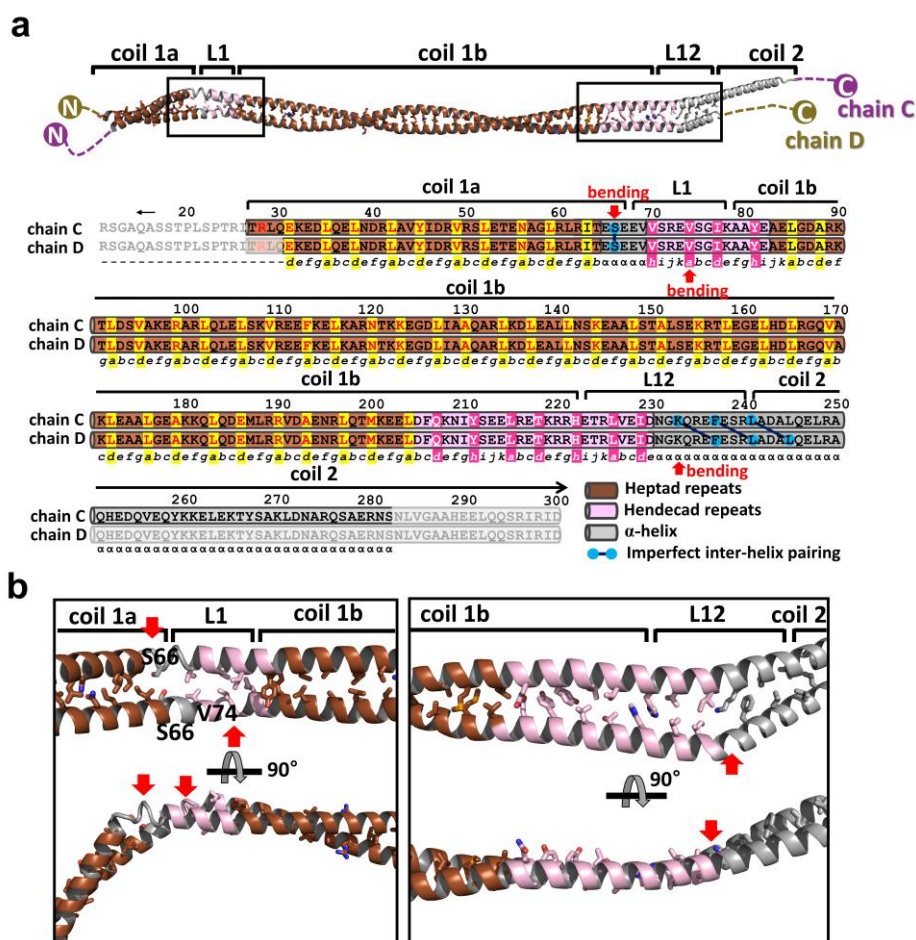 a
coil 1a L1 coil 1b L12 coil 2
N
N
C
chain C
C
chain D
coil 1a bending L1 coil 1b
20 30 40 50 60 70 80 90
chain C RSGAQASSTPLSPTRITRLQEKEDLQELNDRLAVYIDRVRSLETENAGLRLRITESEEVVSREVSGIKAAYEAELGDARK
chain D TRLQEKEDLQELNDRLAVYIDRVRSLETENAGLRLRITESEEVVSREVSGIKAAYEAELGDARK
bending
coil 1b
100 110 120 130 140 150 160 170
chain C TLDSVAKERARLQLELSKVREEFKELKARNTKKEGDLIAAQARLKDLEALLNSKEAALSTALSEKRTLEGELHDLRGQVA
chain D TLDSVAKERARLQLELSKVREEFKELKARNTKKEGDLIAAQARLKDLEALLNSKEAALSTALSEKRTLEGELHDLRGQVA
coil 1b L12 coil 2
180 190 200 210 220 230 240 250
chain C KLEAALGEAKKQLQDEMLRRVDAENRLQTMKEELDFQKNIYSEELRETKRRHETRLVEIDNGKQREFESRLADALQELRA
chain D KLEAALGEAKKQLQDEMLRRVDAENRLQTMKEELDFQKNIYSEELRETKRRHETRLVEIDNGKQREFESRLADALQELRA
bending
coil 2
260 270 280 290 300
chain C QHEDQVEQYKKELEKTYSAKLDNARQSAERNSNLVGAAHEELQQSRIRID
chain D QHEDQVEQYKKELEKTYSAKLDNARQSAERNSNLVGAAHEELQQSRIRID
Heptad repeats
Hendecad repeats
α-helix
Imperfect inter-helix pairing
b
coil 1a L1 coil 1b
S66
S66
V74
90°
coil 1b L12 coil 2
90°